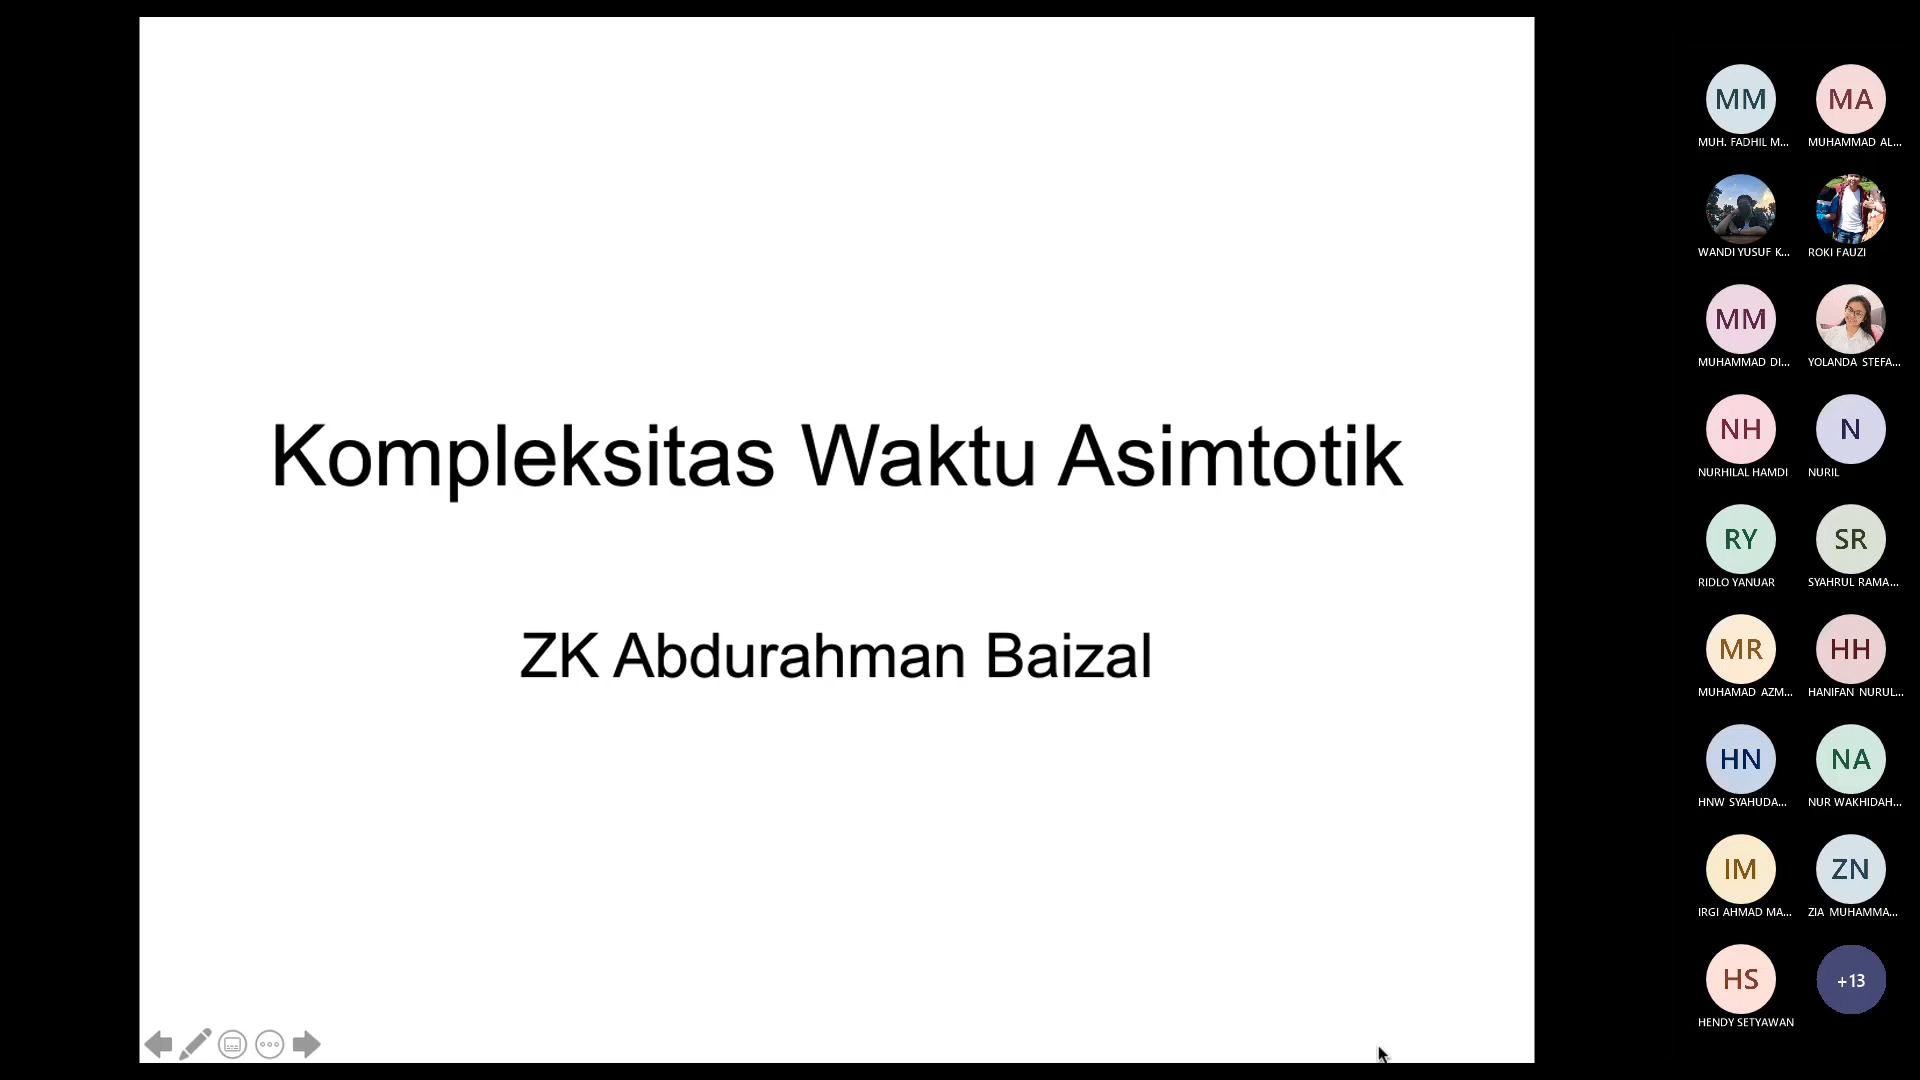 Kompleksitas Waktu Asimtotik
ZK Abdurahman Baizal
MM MA
MUH. FADHIL M... MUHAMMAD AL...
WANDI YUSUF K... ROKI FAUZI
MM
MUHAMMAD DI... YOLANDA STEFA...
NH N
NURHILAL HAMDI NURIL
RY SR
RIDLO YANUAR SYAHRUL RAMA...
MR HH
MUHAMAD AZM... HANIFAN NURUL...
HN NA
HNW SYAHUDA... NUR WAKHIDAH...
IM ZN
IRGI AHMAD MA... ZIA MUHAMMA...
HS +13
HENDY SETYAWAN